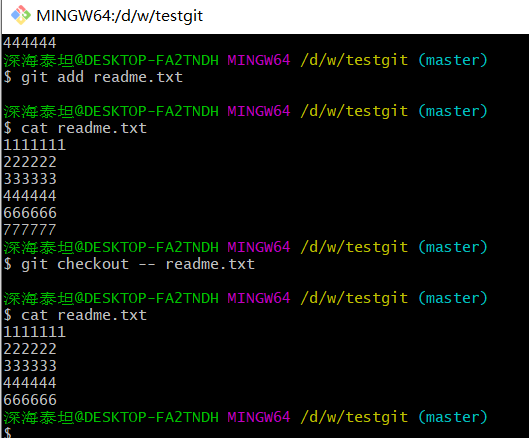 MINGW64:/d/w/testgit
444444
深海泰坦@DESKTOP-FA2TNDH MINGW64 /d/w/testgit (master)
$ git add readme.txt
深海泰坦@DESKTOP-FA2TNDH MINGW64 /d/w/testgit (master)
$ cat readme.txt
1111111
222222
333333
444444
666666
777777
深海泰坦@DESKTOP-FA2TNDH MINGW64 /d/w/testgit (master)
$ git checkout -- readme.txt
深海泰坦@DESKTOP-FA2TNDH MINGW64 /d/w/testgit (master)
$ cat readme.txt
1111111
222222
333333
444444
666666
深海泰坦@DESKTOP-FA2TNDH MINGW64 /d/w/testgit (master)
$